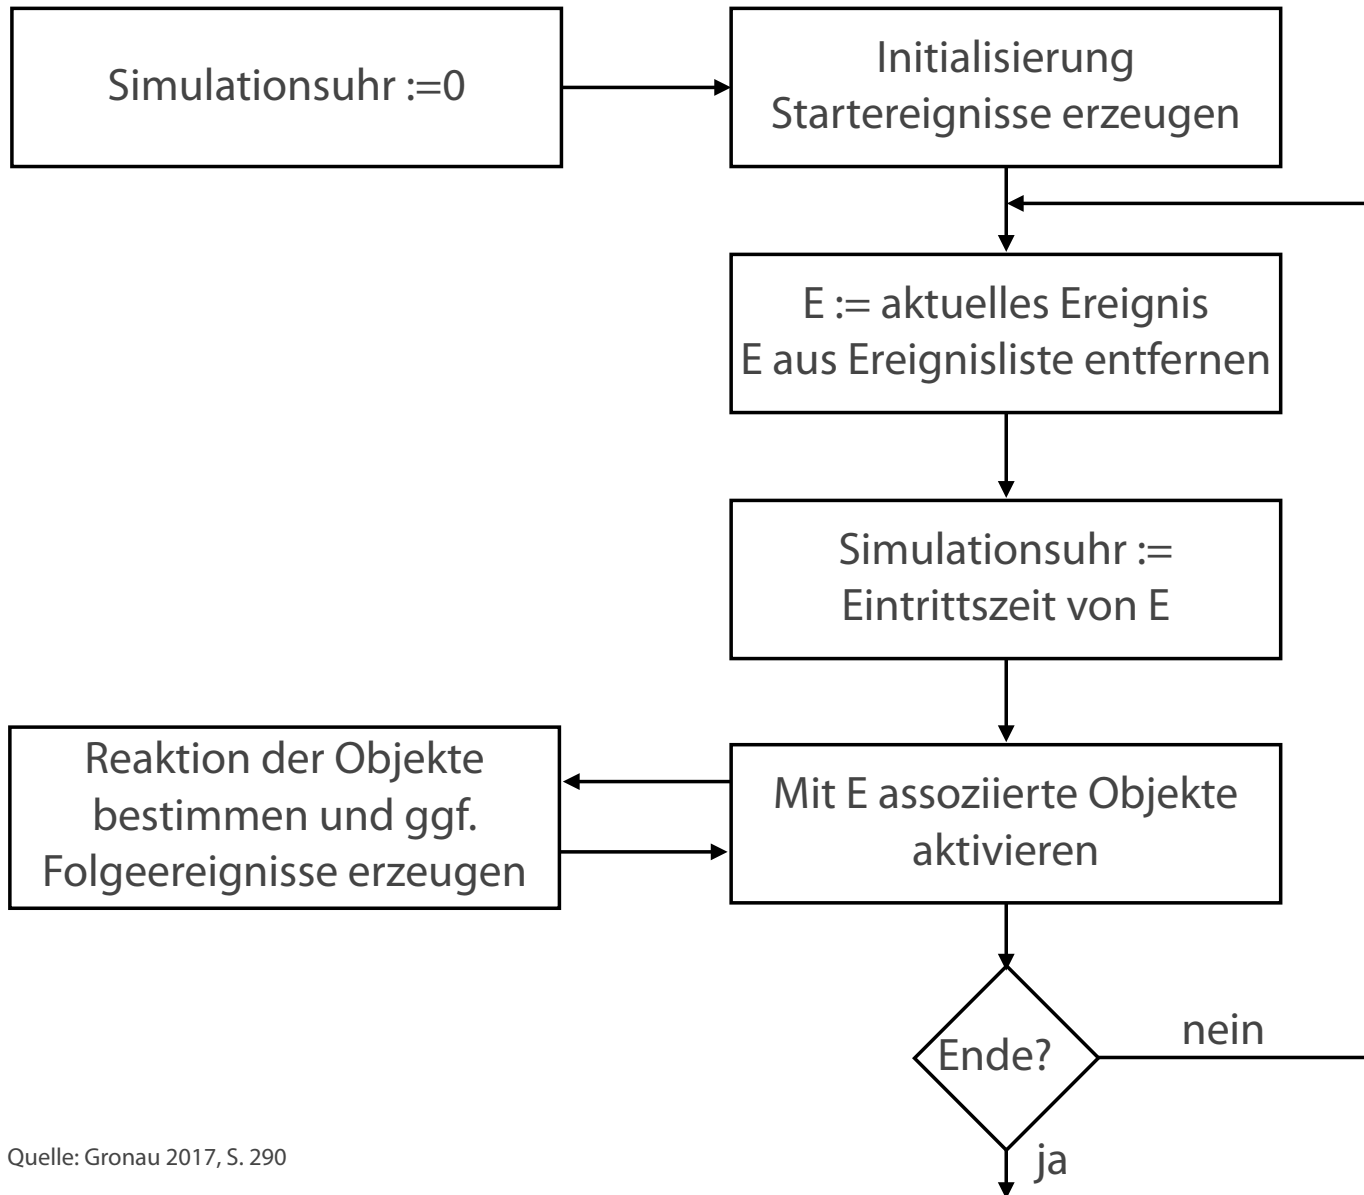 Simulationsuhr :=0
Initialisierung
Startereignisse erzeugen
E := aktuelles Ereignis
E aus Ereignisliste entfernen
Simulationsuhr :=
Eintrittszeit von E
Reaktion der Objekte
bestimmen und ggf.
Folgeereignisse erzeugen
Mit E assoziierte Objekte
aktivieren
Ende?
nein
ja
Quelle: Gronau 2017, S. 290